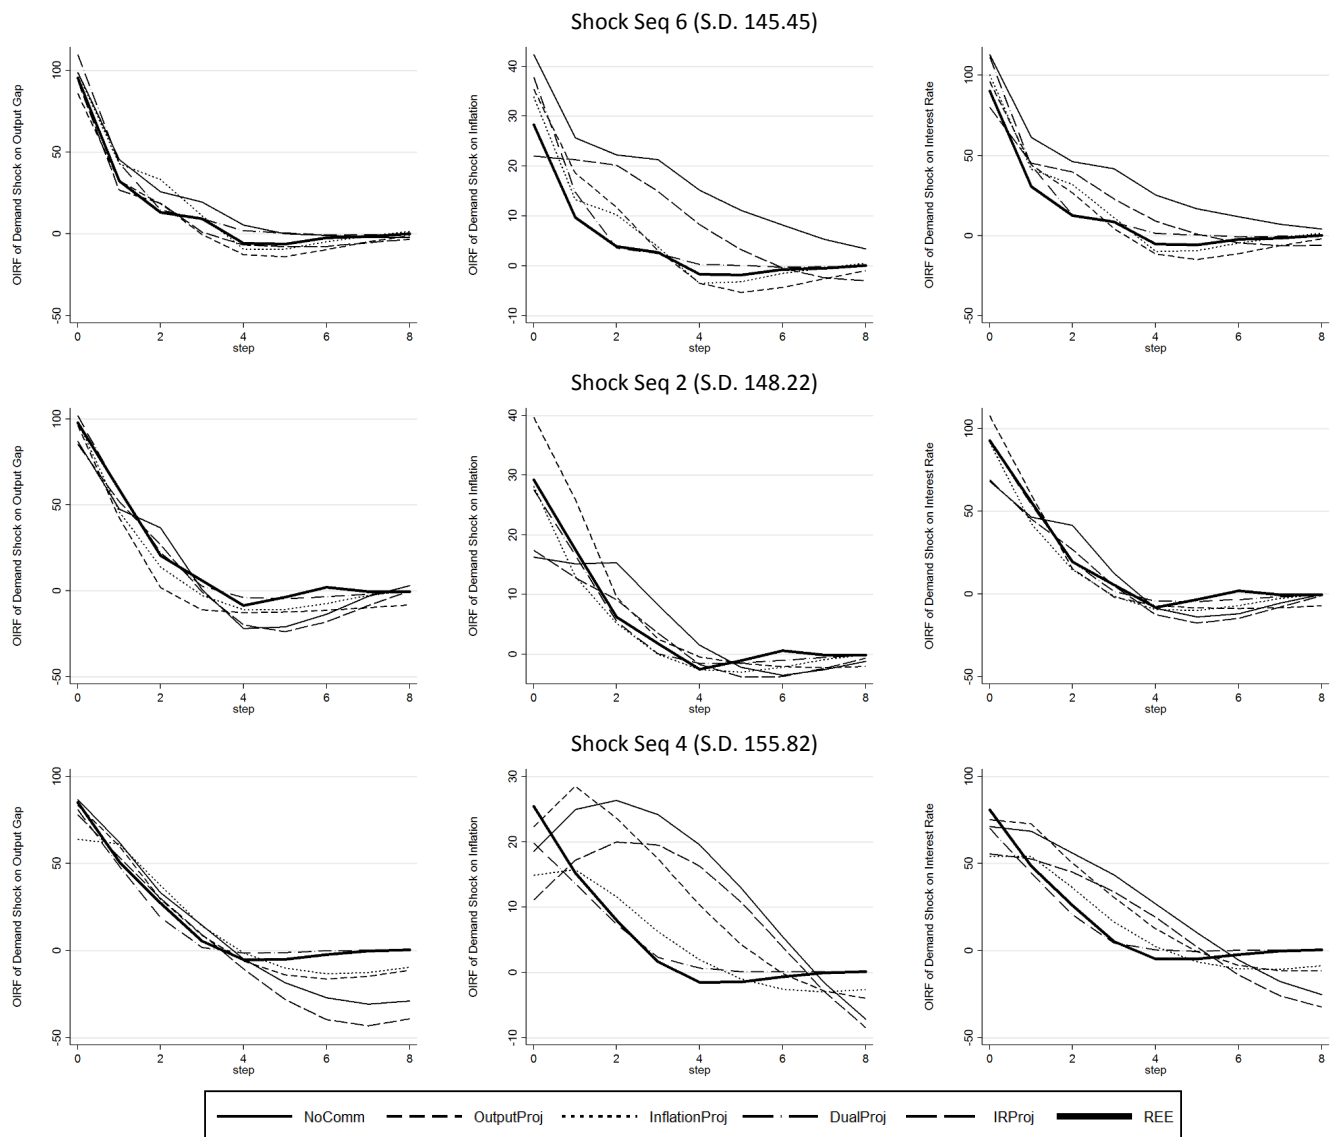 Shock Seq 6 (S.D. 145.45)
OIRF of Demand Shock on Output Gap
100
50
0
-50
0 2 4 6 8
step
OIRF of Demand Shock on Inflation
40
30
20
10
0
-10
0 2 4 6 8
step
OIRF of Demand Shock on Interest Rate
100
50
0
-50
0 2 4 6 8
step
Shock Seq 2 (S.D. 148.22)
OIRF of Demand Shock on Output Gap
100
50
0
-50
0 2 4 6 8
step
OIRF of Demand Shock on Inflation
40
30
20
10
0
0 2 4 6 8
step
OIRF of Demand Shock on Interest Rate
100
50
0
-50
0 2 4 6 8
step
Shock Seq 4 (S.D. 155.82)
OIRF of Demand Shock on Output Gap
100
50
0
-50
0 2 4 6 8
step
OIRF of Demand Shock on Inflation
30
20
10
0
-10
0 2 4 6 8
step
OIRF of Demand Shock on Interest Rate
100
50
0
-50
0 2 4 6 8
step
NoComm OutputProj InflationProj DualProj IRProj REE